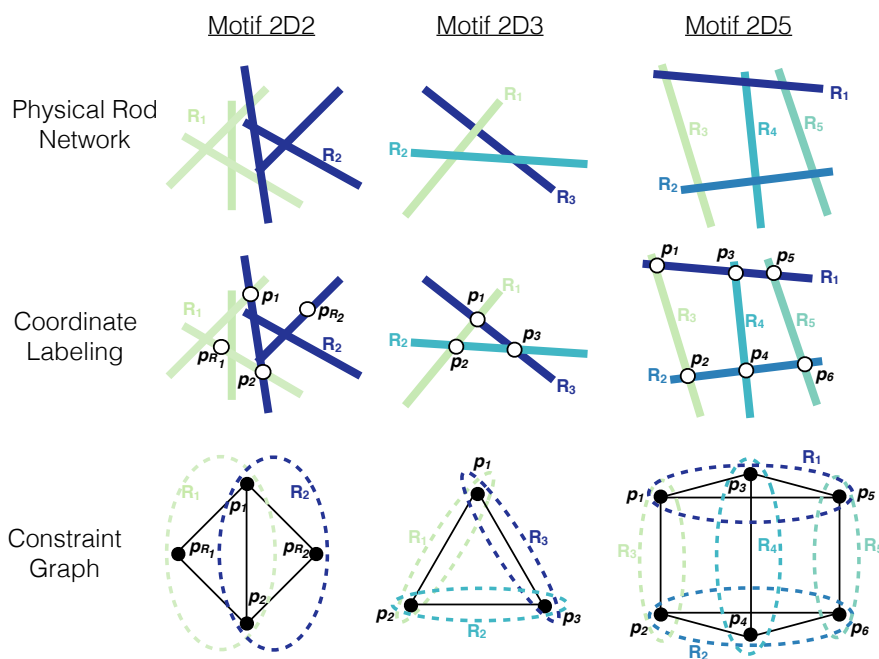 Motif 2D2 Motif 2D3 Motif 2D5
Physical Rod
Network
R1
R2
R1
R2
R3
R1
R3
R4
R5
R2
Coordinate
Labeling
R1
p1
pR2
pR1
R2
p2
R1
p1
R2
p2
p3
R3
p1
p3
p5
R1
R3
R4
R5
R2
p2
p4
p6
Constraint
Graph
R1
R2
p1
pR1
pR2
p2
p1
R1
R3
p2
R2
p3
R1
p1
p3
p5
R3
R4
R5
p2
p4
p6
R2